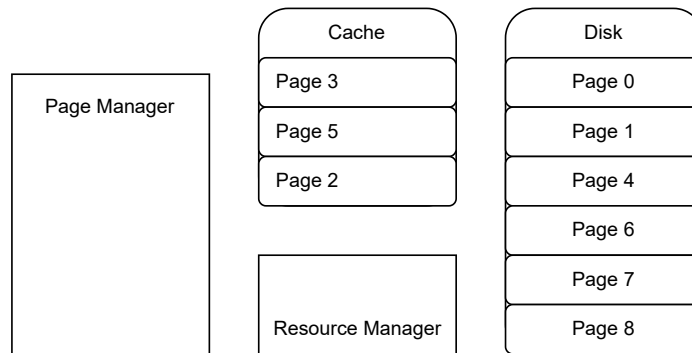 Page Manager
Cache
Page 3
Page 5
Page 2
Resource Manager
Disk
Page 0
Page 1
Page 4
Page 6
Page 7
Page 8